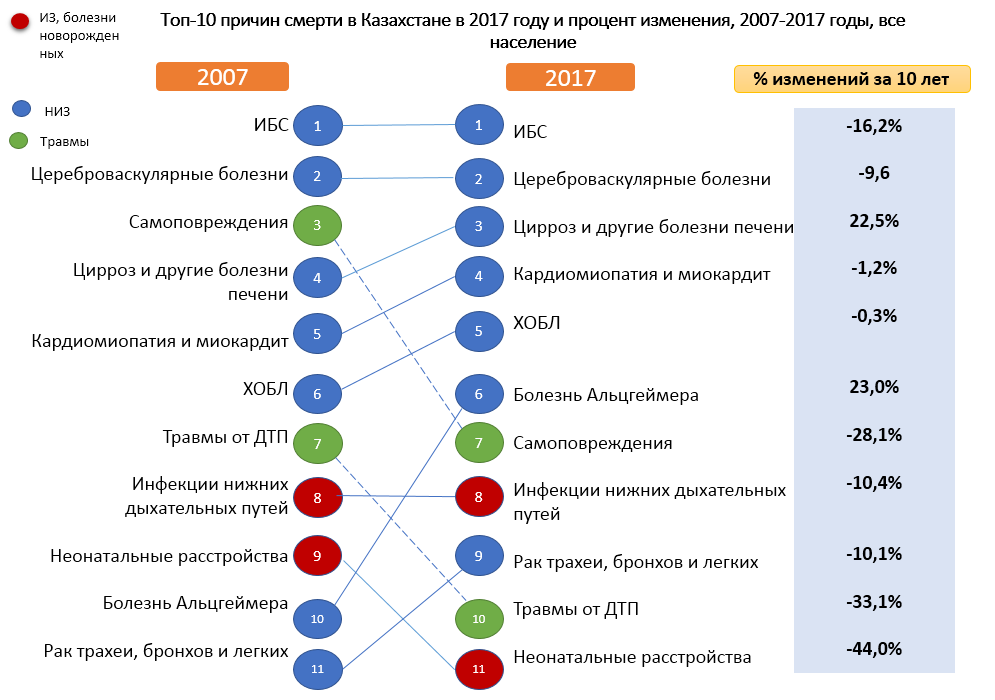 Топ-10 причин смерти в Казахстане в 2017 году и процент изменения, 2007-2017 годы, все
население
ИЗ, болезни
новорожден
ных
НИЗ
Травмы
2007
2017
% изменений за 10 лет
ИБС 1
1 ИБС
-16,2%
Цереброваскулярные болезни 2
2 Цереброваскулярные болезни
-9,6
Самоповреждения 3
3 Цирроз и другие болезни печени
22,5%
Цирроз и другие болезни
печени 4
4 Кардиомиопатия и миокардит
-1,2%
Кардиомиопатия и миокардит 5
5 ХОБЛ
-0,3%
ХОБЛ 6
6 Болезнь Альцгеймера
23,0%
Травмы от ДТП 7
7 Самоповреждения
-28,1%
Инфекции нижних
дыхательных путей 8
8 Инфекции нижних дыхательных
путей
-10,4%
Неонатальные расстройства 9
9 Рак трахеи, бронхов и легких
-10,1%
Болезнь Альцгеймера 10
10 Травмы от ДТП
-33,1%
Рак трахеи, бронхов и легких 11
11 Неонатальные расстройства
-44,0%